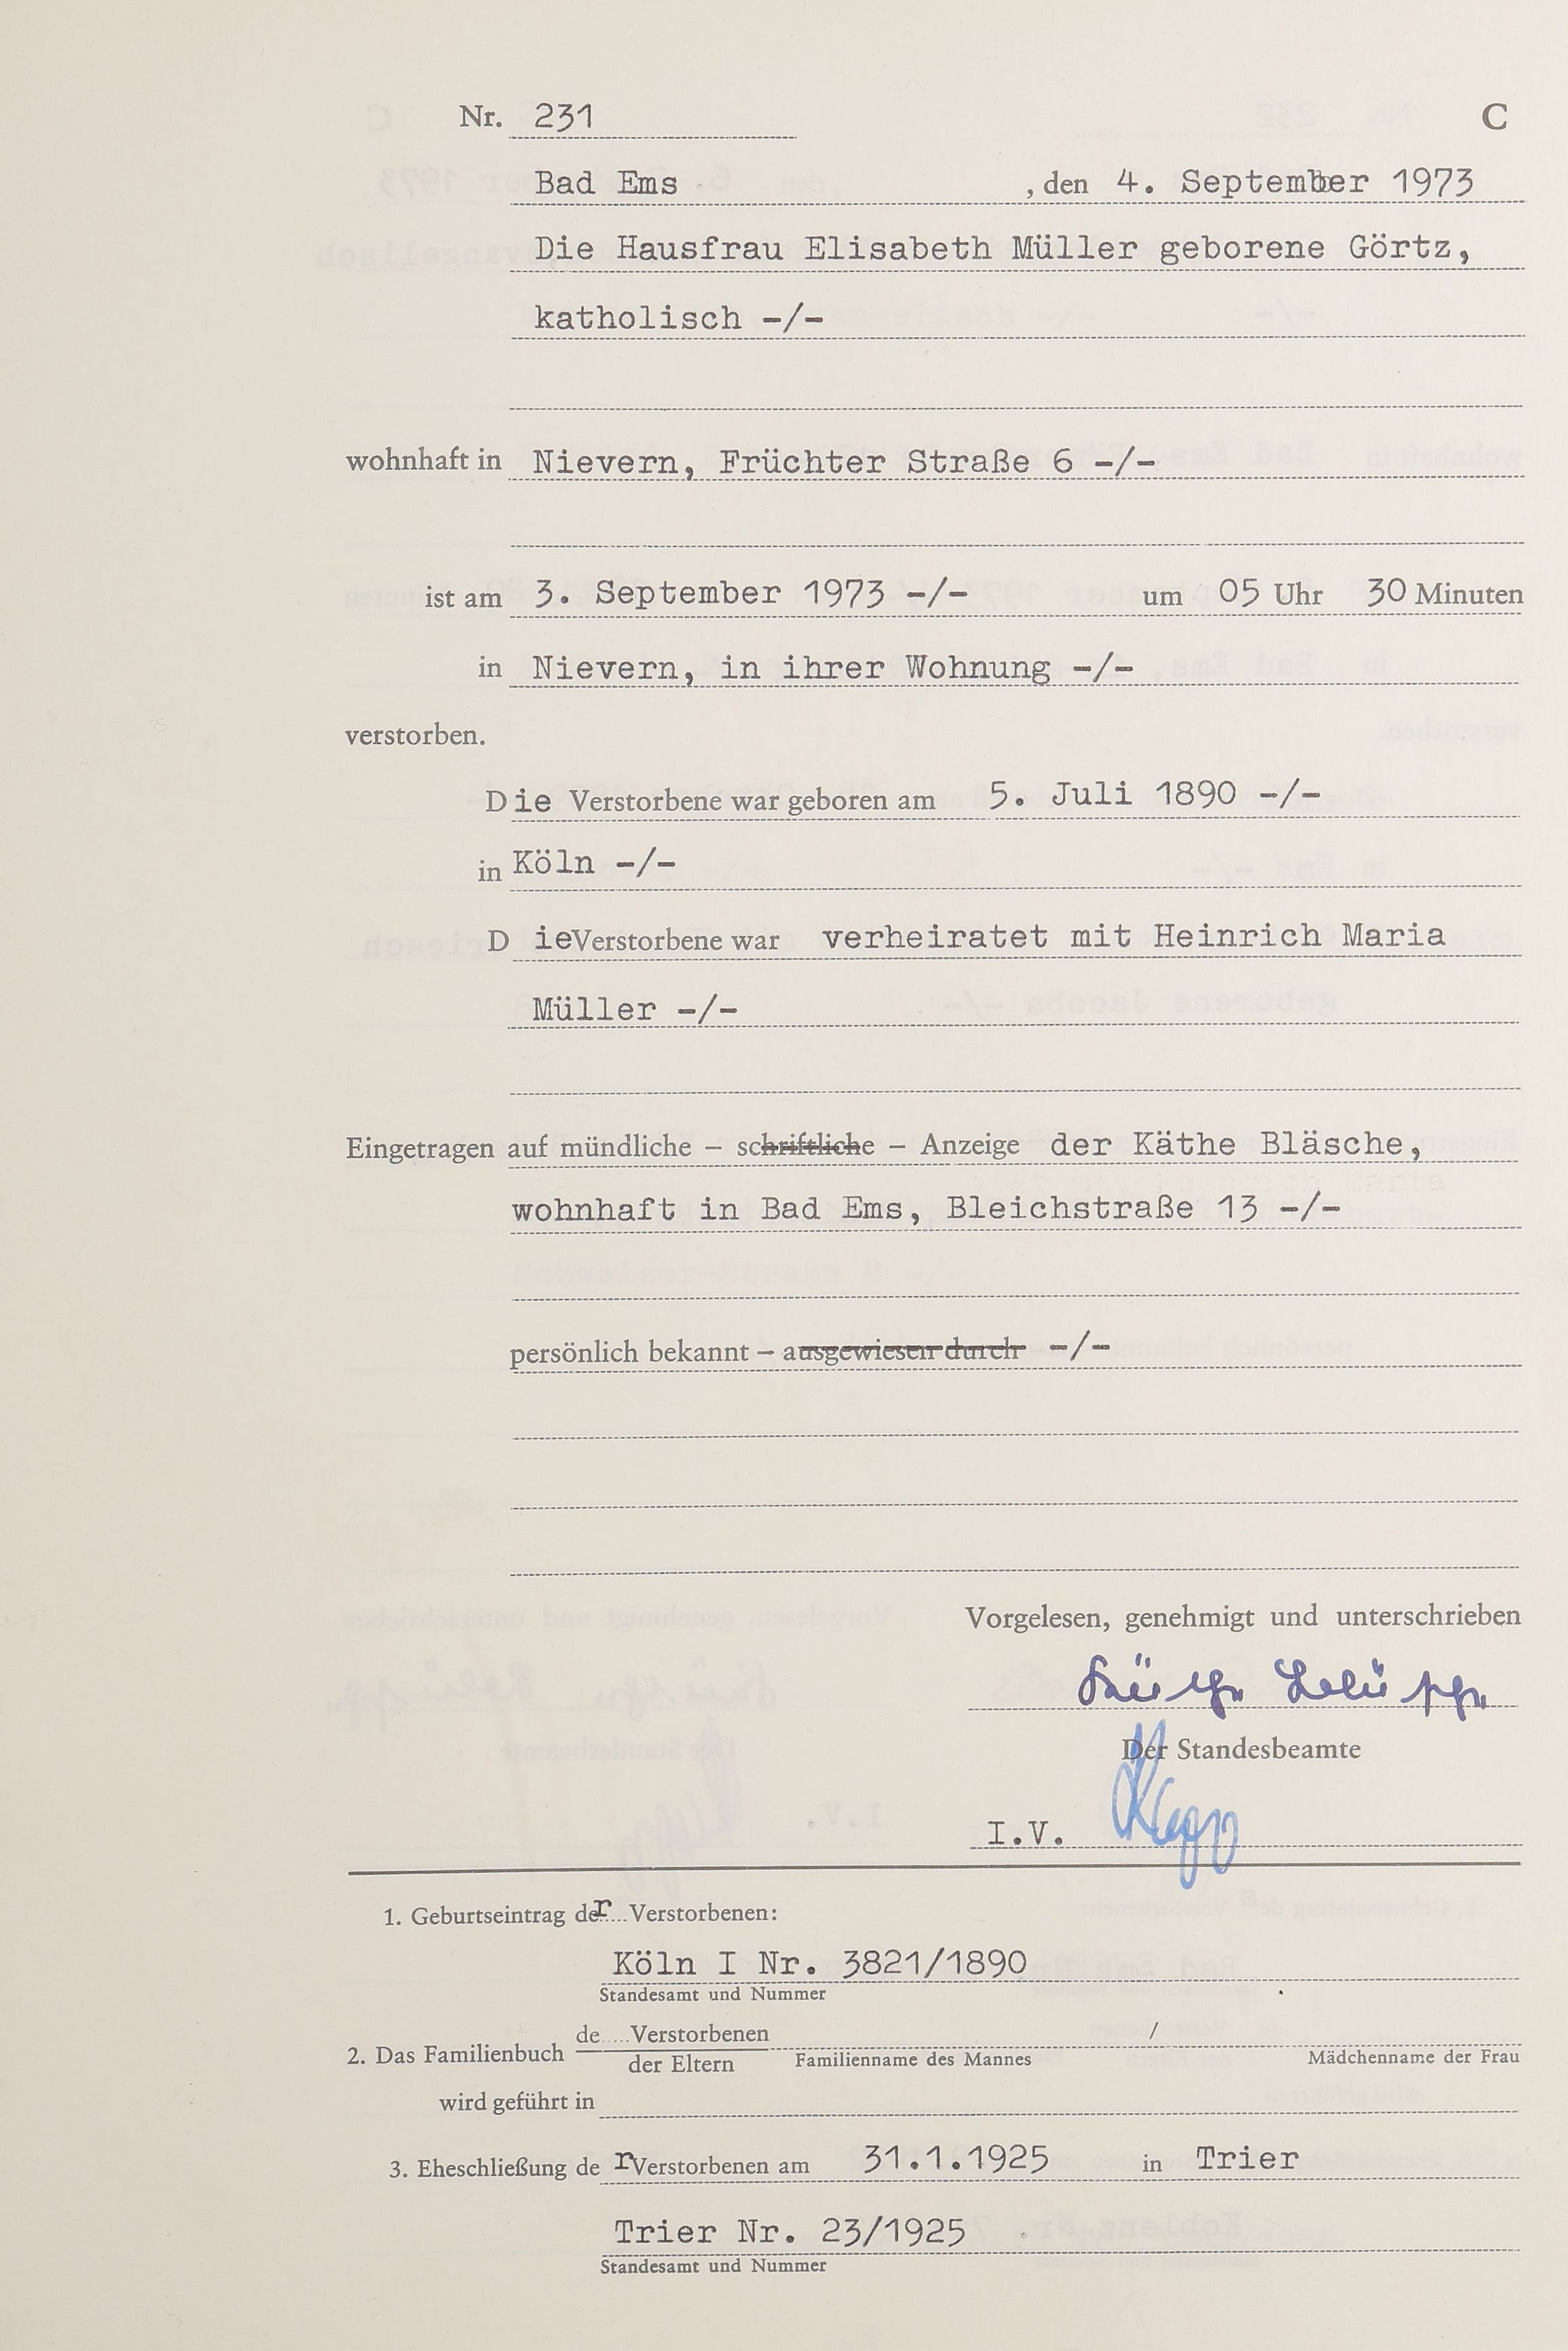 Nr. 231 C
Bad Ems , den 4. September 1973
Die Hausfrau Elisabeth Müller geborene Görtz,
katholisch -/-
wohnhaft in Nievern, Früchter Straße 6 -/-
ist am 3. September 1973 -/- um 05 Uhr 30 Minuten
in Nievern, in ihrer Wohnung -/-
verstorben.
Die Verstorbene war geboren am 5. Juli 1890 -/-
in Köln -/-
D ie Verstorbene war verheiratet mit Heinrich Maria
Müller -/-
Eingetragen auf mündliche – schriftliche – Anzeige der Käthe Bläsche,
wohnhaft in Bad Ems, Bleichstraße 13 -/-
persönlich bekannt – ausgewiesen durch -/-
Vorgelesen, genehmigt und unterschrieben
Der Standesbeamte
I.V.
1. Geburtseintrag der Verstorbenen:
Köln I Nr. 3821/1890
Standesamt und Nummer
de Verstorbenen /
2. Das Familienbuch der Eltern Familienname des Mannes Mädchenname der Frau
wird geführt in
3. Eheschließung der Verstorbenen am 31.1.1925 in Trier
Trier Nr. 23/1925
Standesamt und Nummer